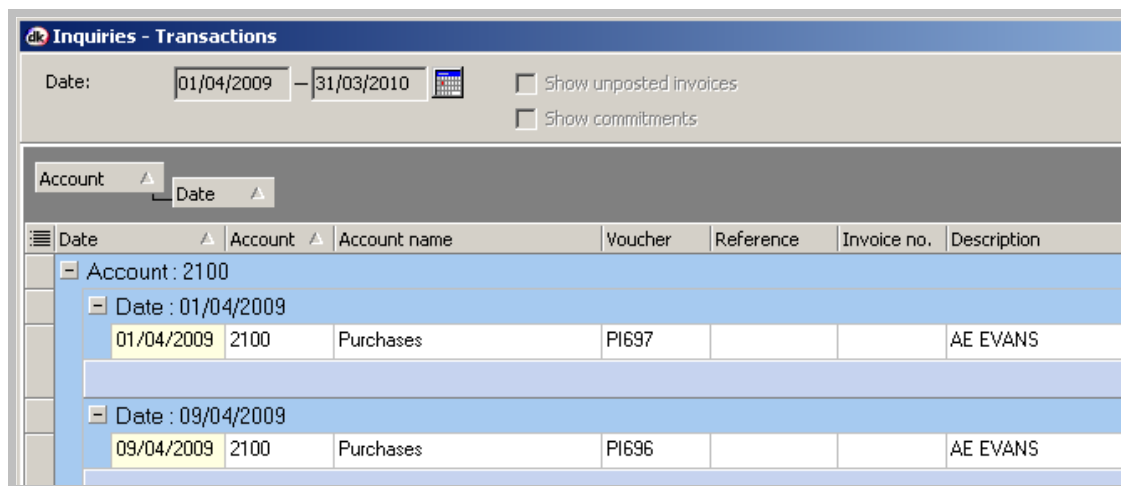 dk Inquiries - Transactions
Date: 01/04/2009 – 31/03/2010 Show unposted invoices
Show commitments
Account
Date
Date Account Account name Voucher Reference Invoice no. Description
Account : 2100
Date : 01/04/2009
01/04/2009 2100 Purchases PI697 AE EVANS
Date : 09/04/2009
09/04/2009 2100 Purchases PI696 AE EVANS